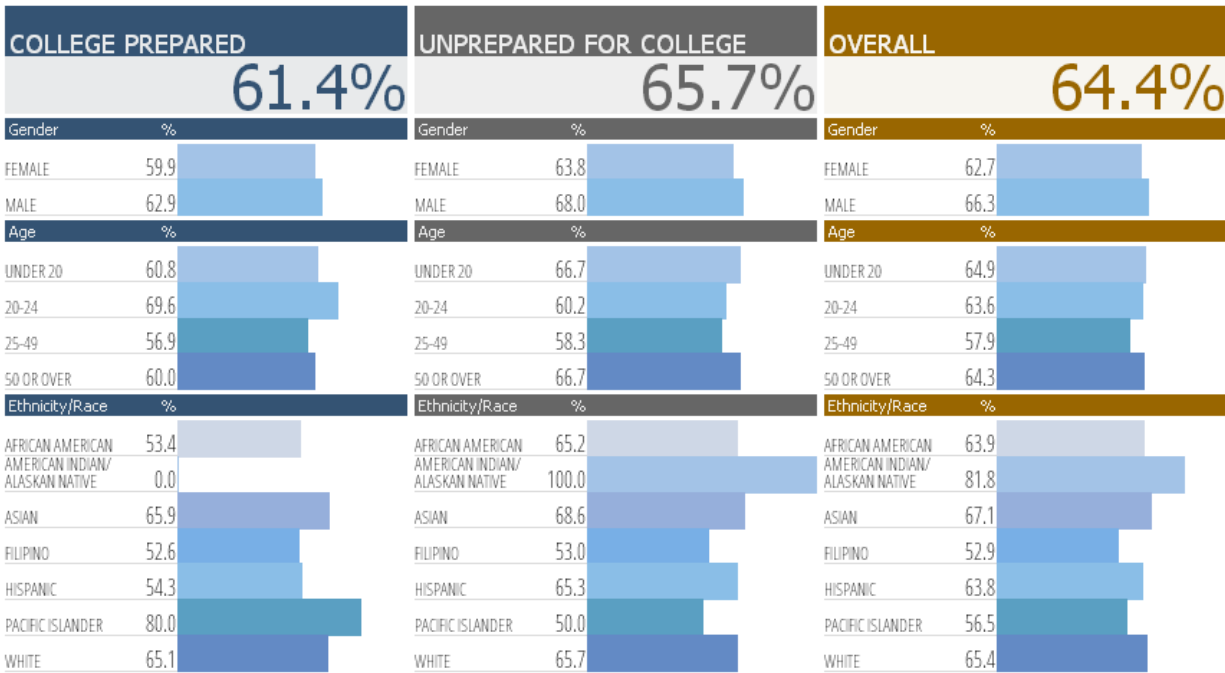 COLLEGE PREPARED
61.4%
Gender %
FEMALE 59.9
MALE 62.9
Age %
UNDER 20 60.8
20-24 69.6
25-49 56.9
50 OR OVER 60.0
Ethnicity/Race %
AFRICAN AMERICAN 53.4
AMERICAN INDIAN/
ALASKAN NATIVE 0.0
ASIAN 65.9
FILIPINO 52.6
HISPANIC 54.3
PACIFIC ISLANDER 80.0
WHITE 65.1
UNPREPARED FOR COLLEGE
65.7%
Gender %
FEMALE 63.8
MALE 68.0
Age %
UNDER 20 66.7
20-24 60.2
25-49 58.3
50 OR OVER 66.7
Ethnicity/Race %
AFRICAN AMERICAN 65.2
AMERICAN INDIAN/
ALASKAN NATIVE 100.0
ASIAN 68.6
FILIPINO 53.0
HISPANIC 65.3
PACIFIC ISLANDER 50.0
WHITE 65.7
OVERALL
64.4%
Gender %
FEMALE 62.7
MALE 66.3
Age %
UNDER 20 64.9
20-24 63.6
25-49 57.9
50 OR OVER 64.3
Ethnicity/Race %
AFRICAN AMERICAN 63.9
AMERICAN INDIAN/
ALASKAN NATIVE 81.8
ASIAN 67.1
FILIPINO 52.9
HISPANIC 63.8
PACIFIC ISLANDER 56.5
WHITE 65.4